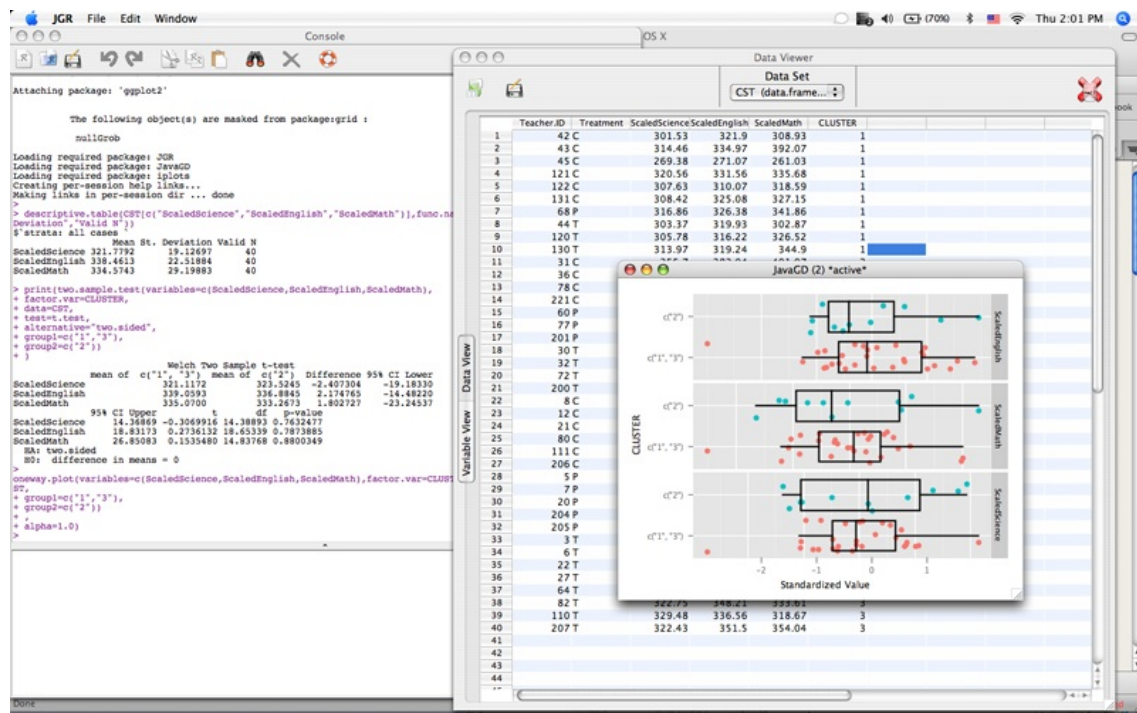 JGR File Edit Window
(70%) Thu 2:01 PM
Console
OS X
Attaching package: 'ggplot2'
The following object(s) are masked from package:grid :
nullGrob
Loading required package: JGR
Loading required package: JavaGD
Loading required package: iplots
Creating per-session help links...
Making links in per-session dir ... done
>
> descriptive.table(CST[c("ScaledScience","ScaledEnglish","ScaledMath")],func.na
Deviation","Valid N"))
$`strata: all cases `
Mean St. Deviation Valid N
ScaledScience 321.7792 19.12697 40
ScaledEnglish 338.4613 22.51884 40
ScaledMath 334.5743 29.19883 40
> print(two.sample.test(variables=c(ScaledScience,ScaledEnglish,ScaledMath),
+ factor.var=CLUSTER,
+ data=CST,
+ test=t.test,
+ alternative="two.sided",
+ group1=c("1","3"),
+ group2=c("2"))
+ )
Welch Two Sample t-test
mean of c("1", "3") mean of c("2") Difference 95% CI Lower
ScaledScience 321.1172 323.5245 -2.407304 -19.18330
ScaledEnglish 339.0593 336.8845 2.174765 -14.48220
ScaledMath 335.0700 333.2673 1.802727 -23.24537
95% CI Upper t df p-value
ScaledScience 14.36869 -0.3069916 14.38893 0.7632477
ScaledEnglish 18.83173 0.2736132 18.65339 0.7873885
ScaledMath 26.85083 0.1535480 14.83768 0.8800349
HA: two.sided
H0: difference in means = 0
>
oneway.plot(variables=c(ScaledScience,ScaledEnglish,ScaledMath),factor.var=CLUST
ST,
+ group1=c("1","3"),
+ group2=c("2"))
+ ,
+ alpha=1.0)
>
Done
Data Viewer
Data Set
CST (data.frame...
Data View
Variable View
Teacher.ID Treatment ScaledScience ScaledEnglish ScaledMath CLUSTER
1 42 C 301.53 321.9 308.93 1
2 43 C 314.46 334.97 392.07 1
3 45 C 269.38 271.07 261.03 1
4 121 C 320.56 331.56 335.68 1
5 122 C 307.63 310.07 318.59 1
6 131 C 308.42 325.08 327.15 1
7 68 P 316.86 326.38 341.86 1
8 44 T 303.37 319.93 302.87 1
9 120 T 305.78 316.22 326.52 1
10 130 T 313.97 319.24 344.9 1
11 31 C
12 36 C
13 78 C
14 221 C
15 60 P
16 77 P
17 201 P
18 30 T
19 32 T
20 72 T
21 200 T
22 8 C
23 12 C
24 21 C
25 80 C
26 111 C
27 206 C
28 5 P
29 7 P
30 20 P
31 204 P
32 205 P
33 3 T
34 6 T
35 22 T
36 27 T
37 64 T
38 82 T 322.75 348.21 333.61 3
39 110 T 329.48 336.56 318.67 3
40 207 T 322.43 351.5 354.04 3
41
42
43
44
JavaGD (2) *active*
CLUSTER
c("2")
c("1", "3")
ScaledEnglish
c("2")
c("1", "3")
ScaledMath
c("2")
c("1", "3")
ScaledScience
-2 -1 0 1
Standardized Value